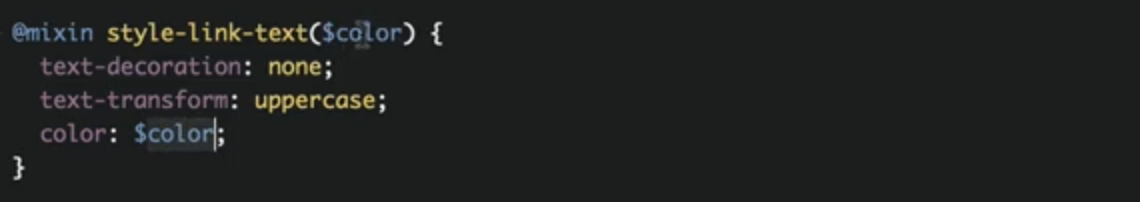 @mixin style-link-text($color) {
text-decoration: none;
text-transform: uppercase;
color: $color;
}